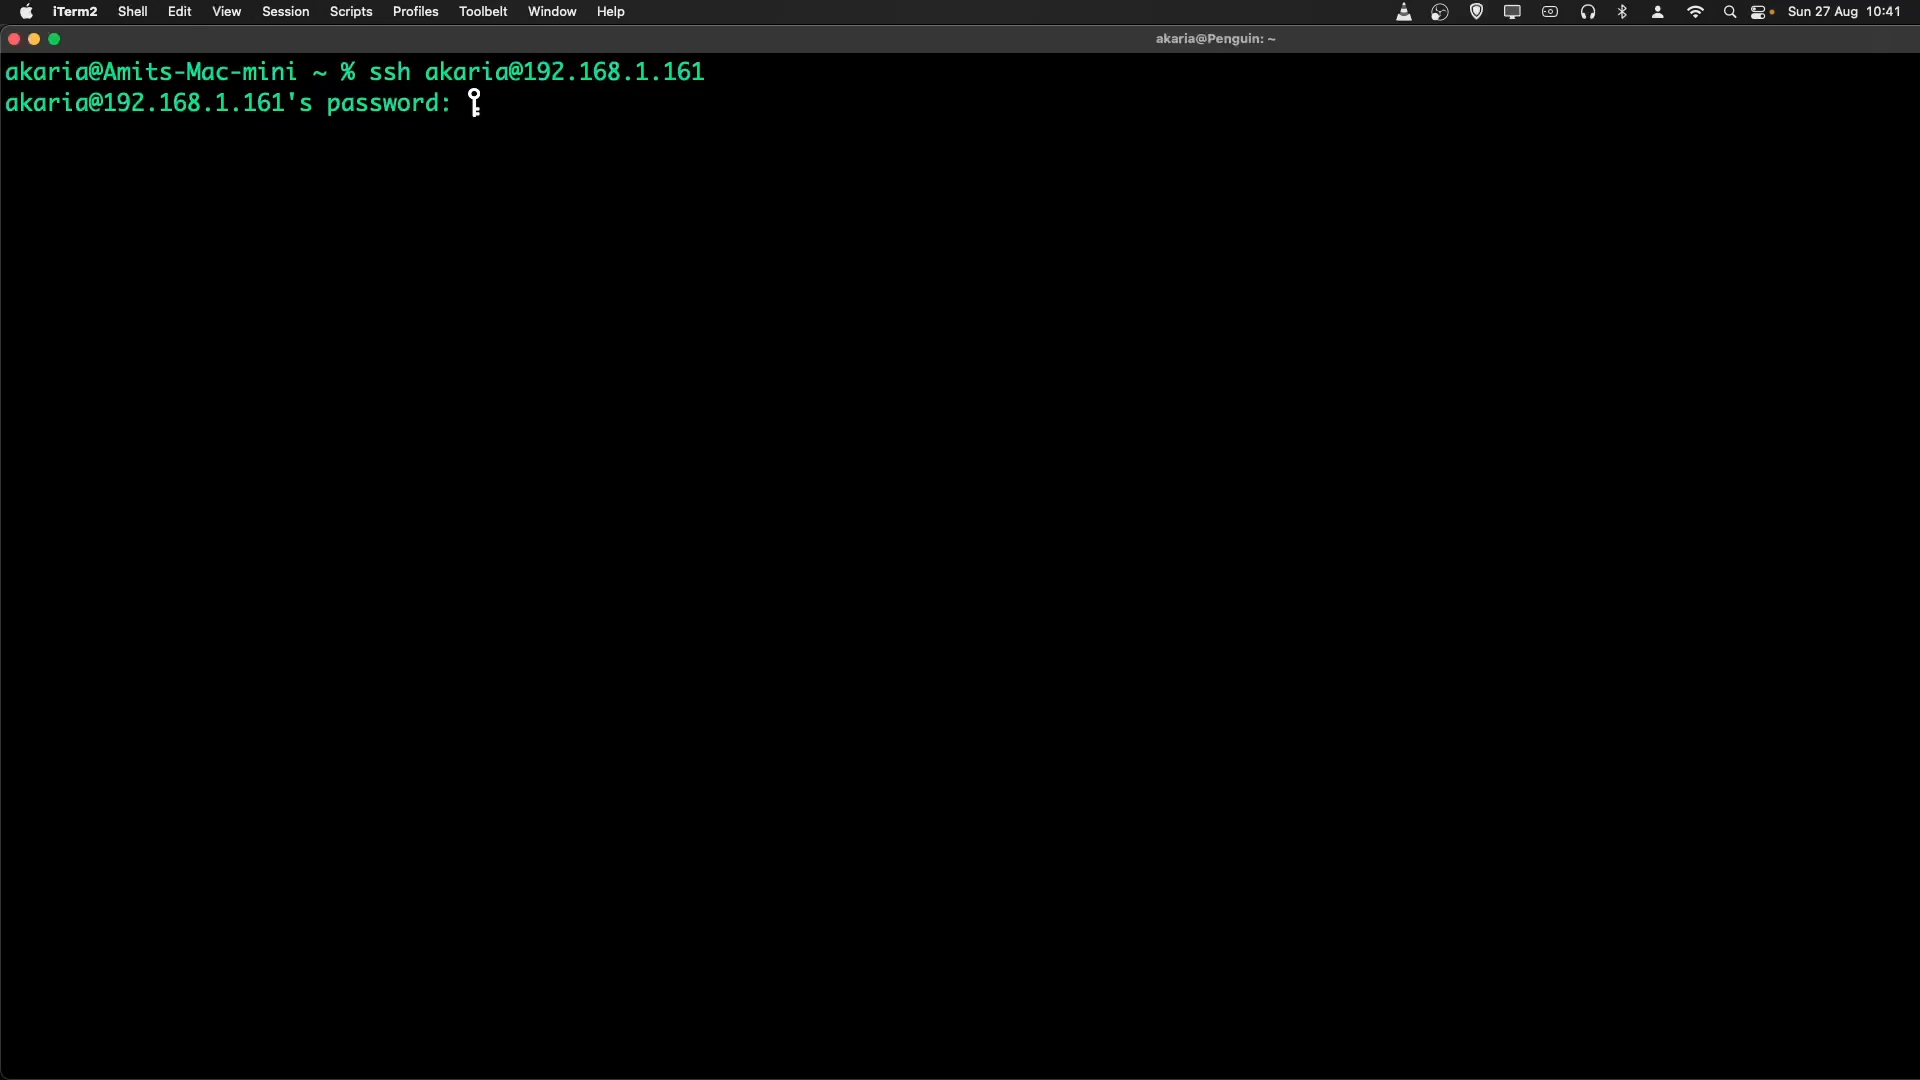 iTerm2 Shell Edit View Session Scripts Profiles Toolbelt Window Help Sun 27 Aug 10:41
akaria@Penguin: ~
akaria@Amits-Mac-mini ~ % ssh akaria@192.168.1.161
akaria@192.168.1.161's password: